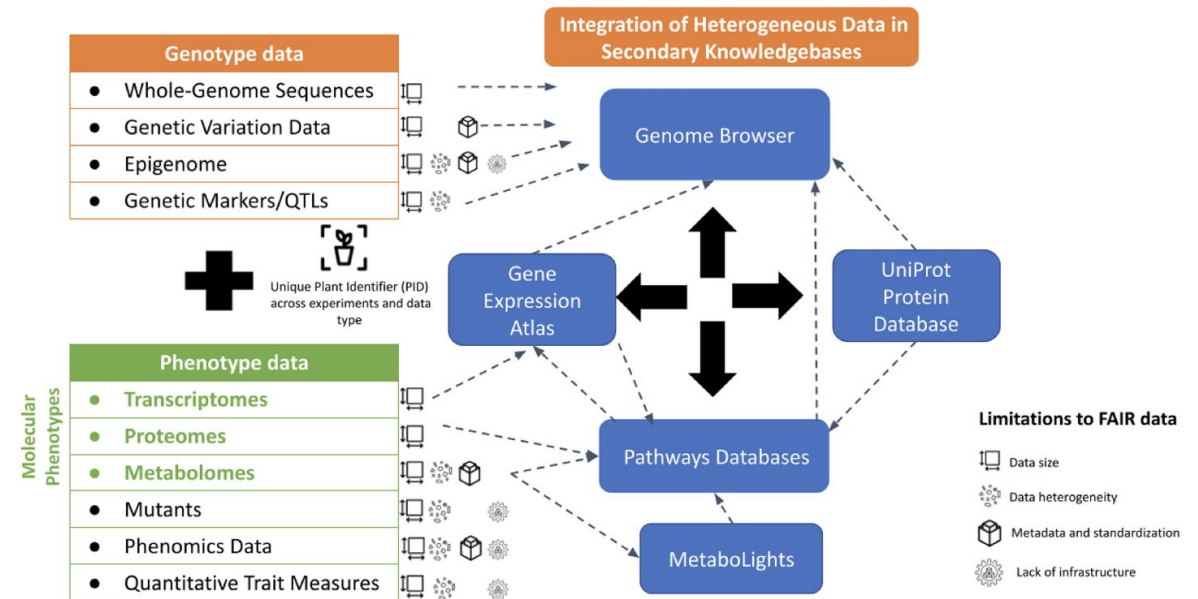 Integration of Heterogeneous Data in
Secondary Knowledgebases
Genotype data
● Whole-Genome Sequences
● Genetic Variation Data
● Epigenome
● Genetic Markers/QTLs
Genome Browser
Unique Plant Identifier (PID)
across experiments and data
type
Gene
Expression
Atlas
UniProt
Protein
Database
Phenotype data
Molecular
Phenotypes
● Transcriptomes
● Proteomes
● Metabolomes
● Mutants
● Phenomics Data
● Quantitative Trait Measures
Pathways Databases
MetaboLights
Limitations to FAIR data
Data size
Data heterogeneity
Metadata and standardization
Lack of infrastructure